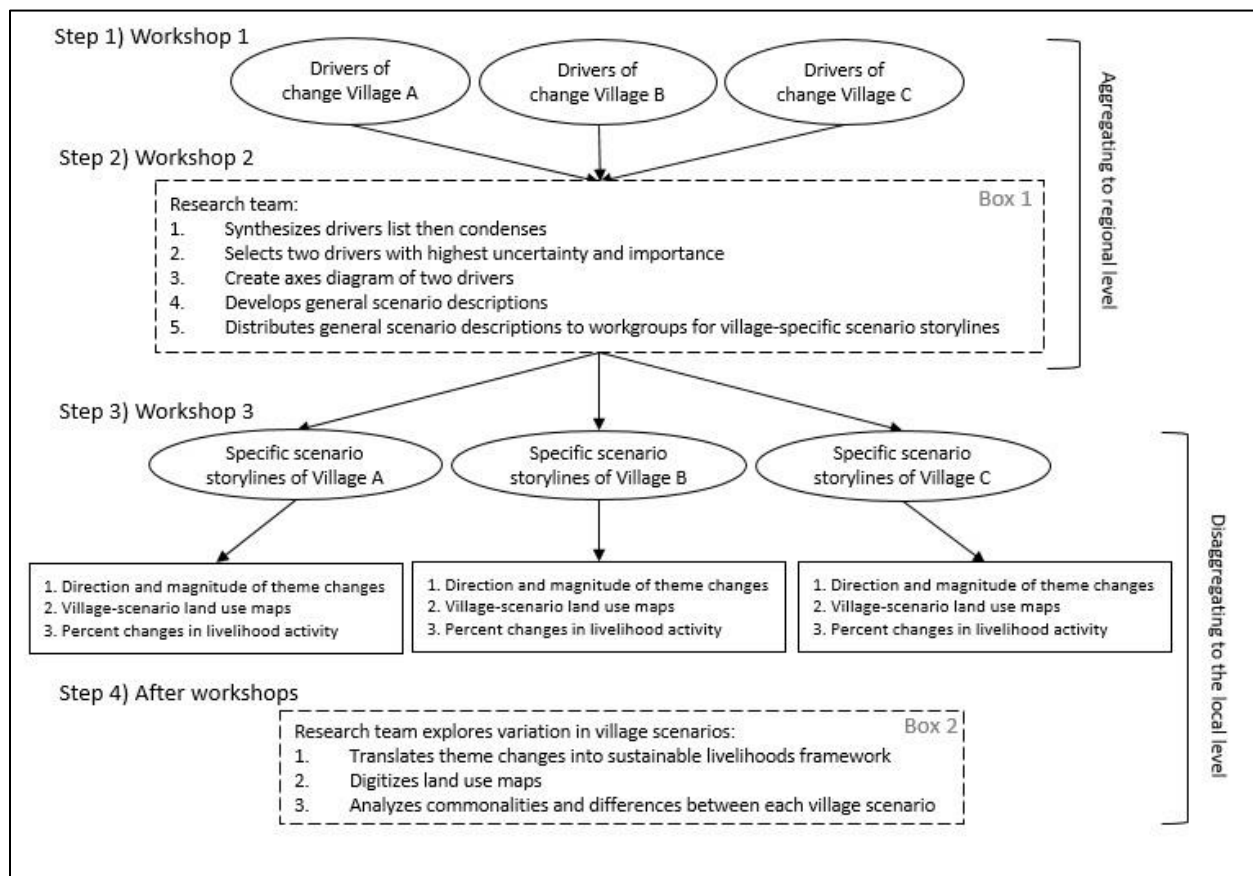 Step 1) Workshop 1
Drivers of
change Village A
Drivers of
change Village B
Drivers of
change Village C
Aggregating to regional level
Step 2) Workshop 2
Box 1
Research team:
1. Synthesizes drivers list then condenses
2. Selects two drivers with highest uncertainty and importance
3. Create axes diagram of two drivers
4. Develops general scenario descriptions
5. Distributes general scenario descriptions to workgroups for village-specific scenario storylines
Step 3) Workshop 3
Specific scenario
storylines of Village A
Specific scenario
storylines of Village B
Specific scenario
storylines of Village C
Disaggregating to the local level
1. Direction and magnitude of theme changes
2. Village-scenario land use maps
3. Percent changes in livelihood activity
1. Direction and magnitude of theme changes
2. Village-scenario land use maps
3. Percent changes in livelihood activity
1. Direction and magnitude of theme changes
2. Village-scenario land use maps
3. Percent changes in livelihood activity
Step 4) After workshops
Box 2
Research team explores variation in village scenarios:
1. Translates theme changes into sustainable livelihoods framework
2. Digitizes land use maps
3. Analyzes commonalities and differences between each village scenario